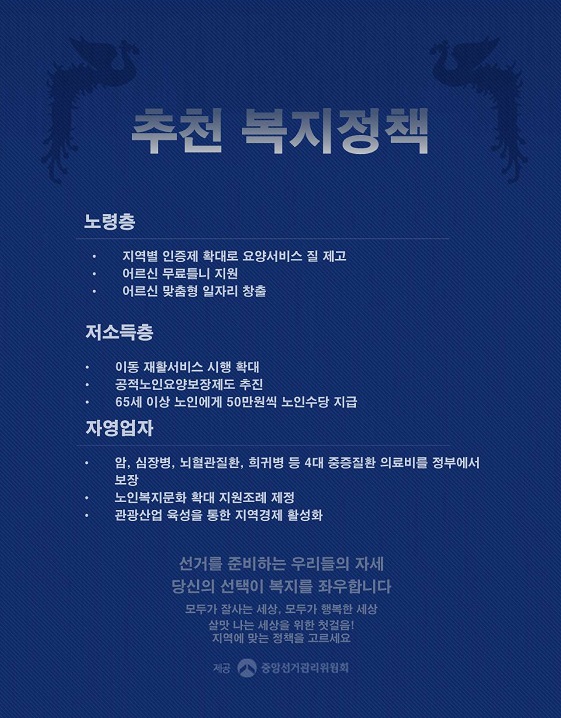 추천 복지정책
노령층
• 지역별 인증제 확대로 요양서비스 질 제고
• 어르신 무료틀니 지원
• 어르신 맞춤형 일자리 창출
저소득층
• 이동 재활서비스 시행 확대
• 공적노인요양보장제도 추진
• 65세 이상 노인에게 50만원씩 노인수당 지급
자영업자
• 암, 심장병, 뇌혈관질환, 희귀병 등 4대 중증질환 의료비를 정부에서
보장
• 노인복지문화 확대 지원조례 제정
• 관광산업 육성을 통한 지역경제 활성화
선거를 준비하는 우리들의 자세
당신의 선택이 복지를 좌우합니다
모두가 잘사는 세상, 모두가 행복한 세상
살맛 나는 세상을 위한 첫걸음!
지역에 맞는 정책을 고르세요
제공 중앙선거관리위원회